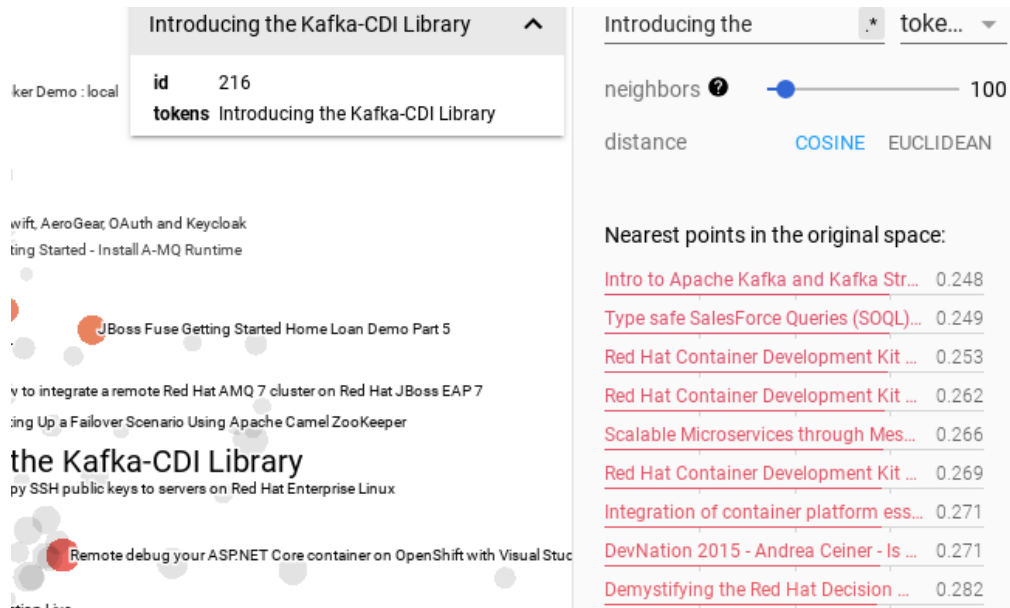 Introducing the Kafka-CDI Library
id 216
tokens Introducing the Kafka-CDI Library
ker Demo : local
wift, AeroGear, OAuth and Keycloak
ting Started - Install A-MQ Runtime
JBoss Fuse Getting Started Home Loan Demo Part 5
to integrate a remote Red Hat AMQ 7 cluster on Red Hat JBoss EAP 7
ting Up a Failover Scenario Using Apache Camel ZooKeeper
the Kafka-CDI Library
py SSH public keys to servers on Red Hat Enterprise Linux
Remote debug your ASP.NET Core container on OpenShift with Visual Stud
Introducing the .* toke...
neighbors ? 100
distance COSINE EUCLIDEAN
Nearest points in the original space:
Intro to Apache Kafka and Kafka Str... 0.248
Type safe SalesForce Queries (SOQL)... 0.249
Red Hat Container Development Kit ... 0.253
Red Hat Container Development Kit ... 0.262
Scalable Microservices through Mes... 0.266
Red Hat Container Development Kit ... 0.269
Integration of container platform ess... 0.271
DevNation 2015 - Andrea Ceiner - Is ... 0.271
Demystifying the Red Hat Decision ... 0.282